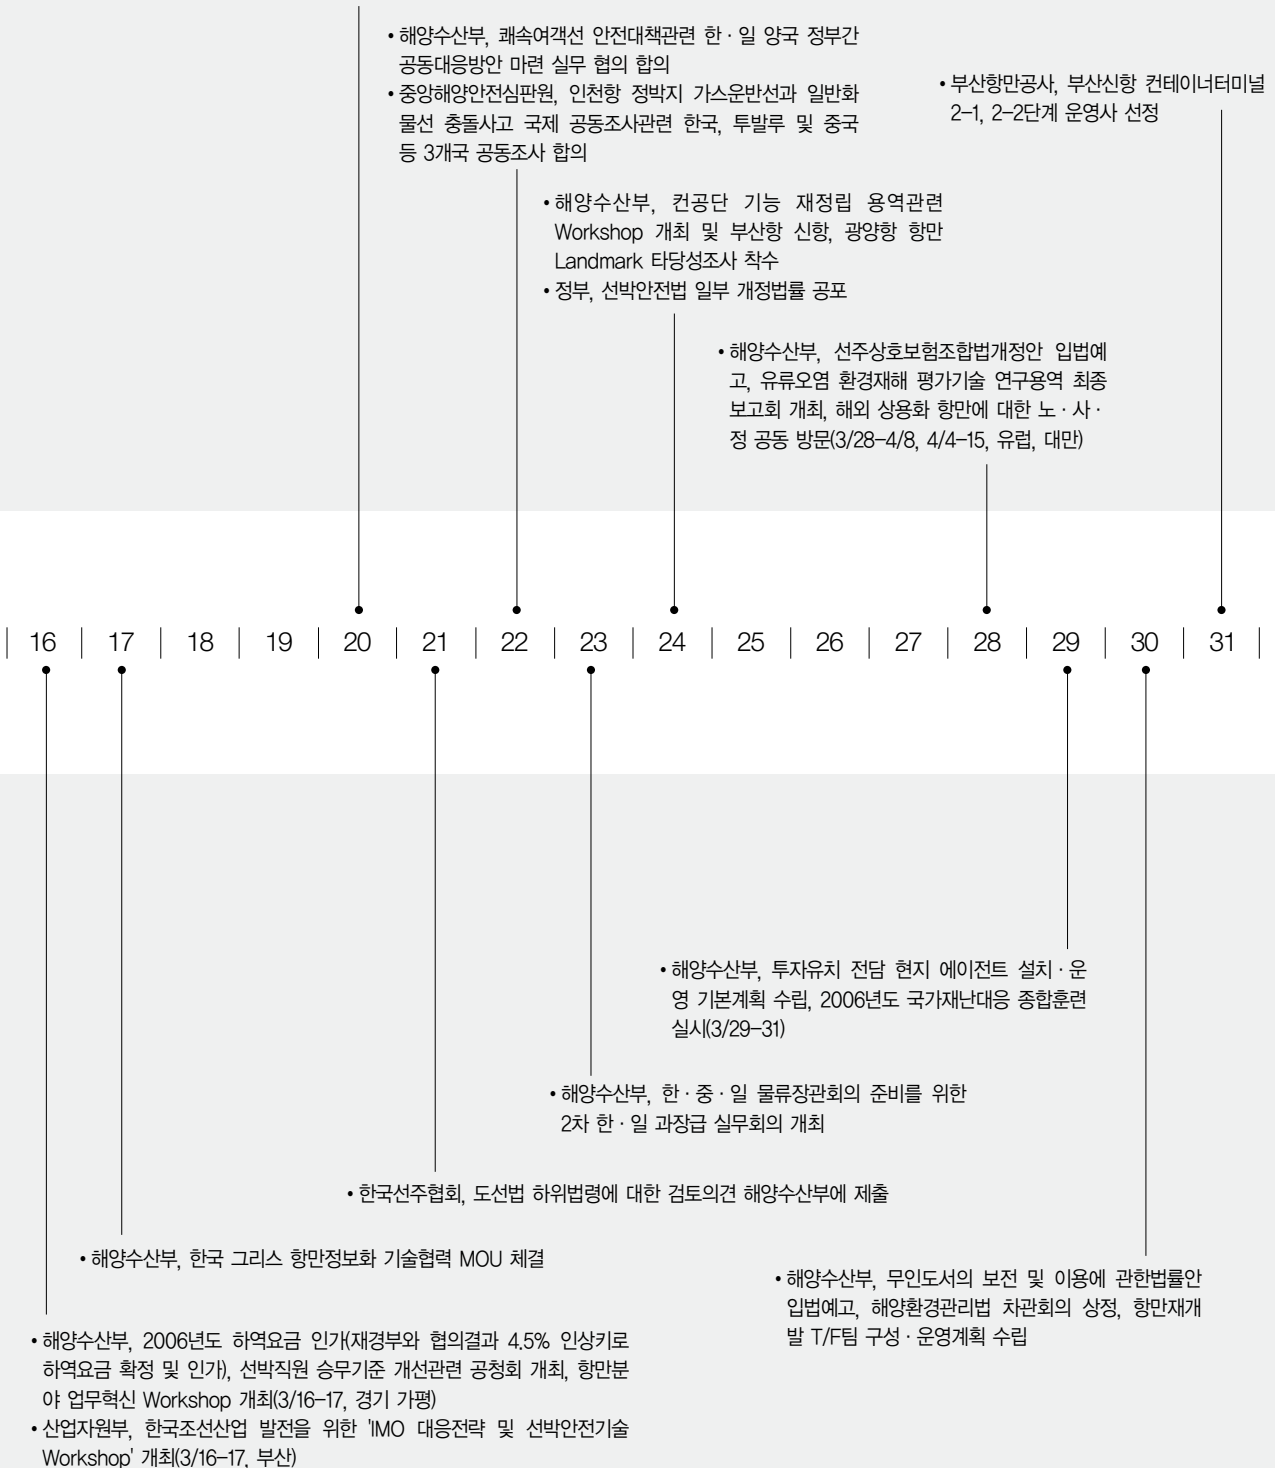 • 해양수산부, 쾌속여객선 안전대책관련 한 · 일 양국 정부간
공동대응방안 마련 실무 협의 합의
• 중앙해양안전심판원, 인천항 정박지 가스운반선과 일반화
물선 충돌사고 국제 공동조사관련 한국, 투발루 및 중국
등 3개국 공동조사 합의
• 부산항만공사, 부산신항 컨테이너터미널
2-1, 2-2단계 운영사 선정
• 해양수산부, 컨공단 기능 재정립 용역관련
Workshop 개최 및 부산항 신항, 광양항 항만
Landmark 타당성조사 착수
• 정부, 선박안전법 일부 개정법률 공포
• 해양수산부, 선주상호보험조합법개정안 입법예
고, 유류오염 환경재해 평가기술 연구용역 최종
보고회 개최, 해외 상용화 항만에 대한 노 · 사 ·
정 공동 방문(3/28-4/8, 4/4-15, 유럽, 대만)
16 17 18 19 20 21 22 23 24 25 26 27 28 29 30 31
• 해양수산부, 투자유치 전담 현지 에이전트 설치 · 운
영 기본계획 수립, 2006년도 국가재난대응 종합훈련
실시(3/29-31)
• 해양수산부, 한 · 중 · 일 물류장관회의 준비를 위한
2차 한 · 일 과장급 실무회의 개최
• 한국선주협회, 도선법 하위법령에 대한 검토의견 해양수산부에 제출
• 해양수산부, 한국 그리스 항만정보화 기술협력 MOU 체결
• 해양수산부, 무인도서의 보전 및 이용에 관한법률안
입법예고, 해양환경관리법 차관회의 상정, 항만재개
발 T/F팀 구성 · 운영계획 수립
• 해양수산부, 2006년도 하역요금 인가(재경부와 협의결과 4.5% 인상키로
하역요금 확정 및 인가), 선박직원 승무기준 개선관련 공청회 개최, 항만분
야 업무혁신 Workshop 개최(3/16-17, 경기 가평)
• 산업자원부, 한국조선산업 발전을 위한 'IMO 대응전략 및 선박안전기술
Workshop' 개최(3/16-17, 부산)